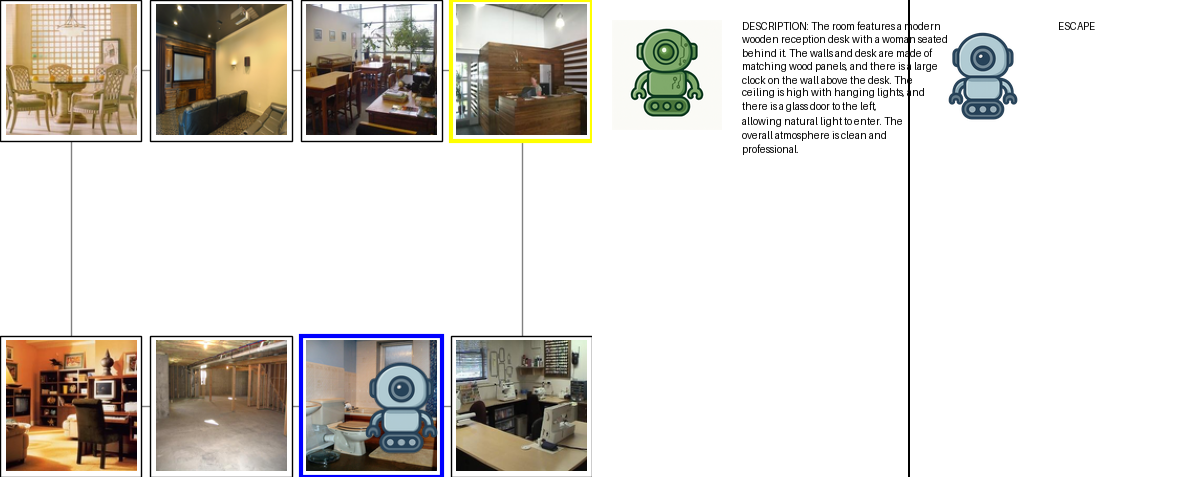 DESCRIPTION: The room features a modern
wooden reception desk with a woman seated
behind it. The walls and desk are made of
matching wood panels, and there is a large
clock on the wall above the desk. The
ceiling is high with hanging lights, and
there is a glass door to the left,
allowing natural light to enter. The
overall atmosphere is clean and
professional.
ESCAPE